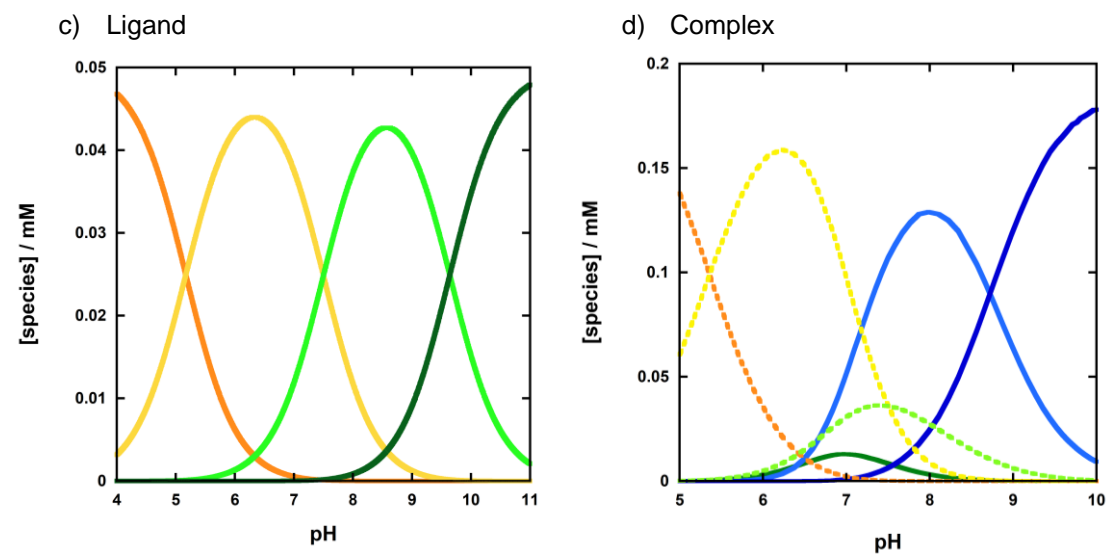 c) Ligand
d) Complex
0.05
0.04
0.03
0.02
0.01
0
[species] / mM
4 5 6 7 8 9 10 11
pH
0.2
0.15
0.1
0.05
0
[species] / mM
5 6 7 8 9 10
pH